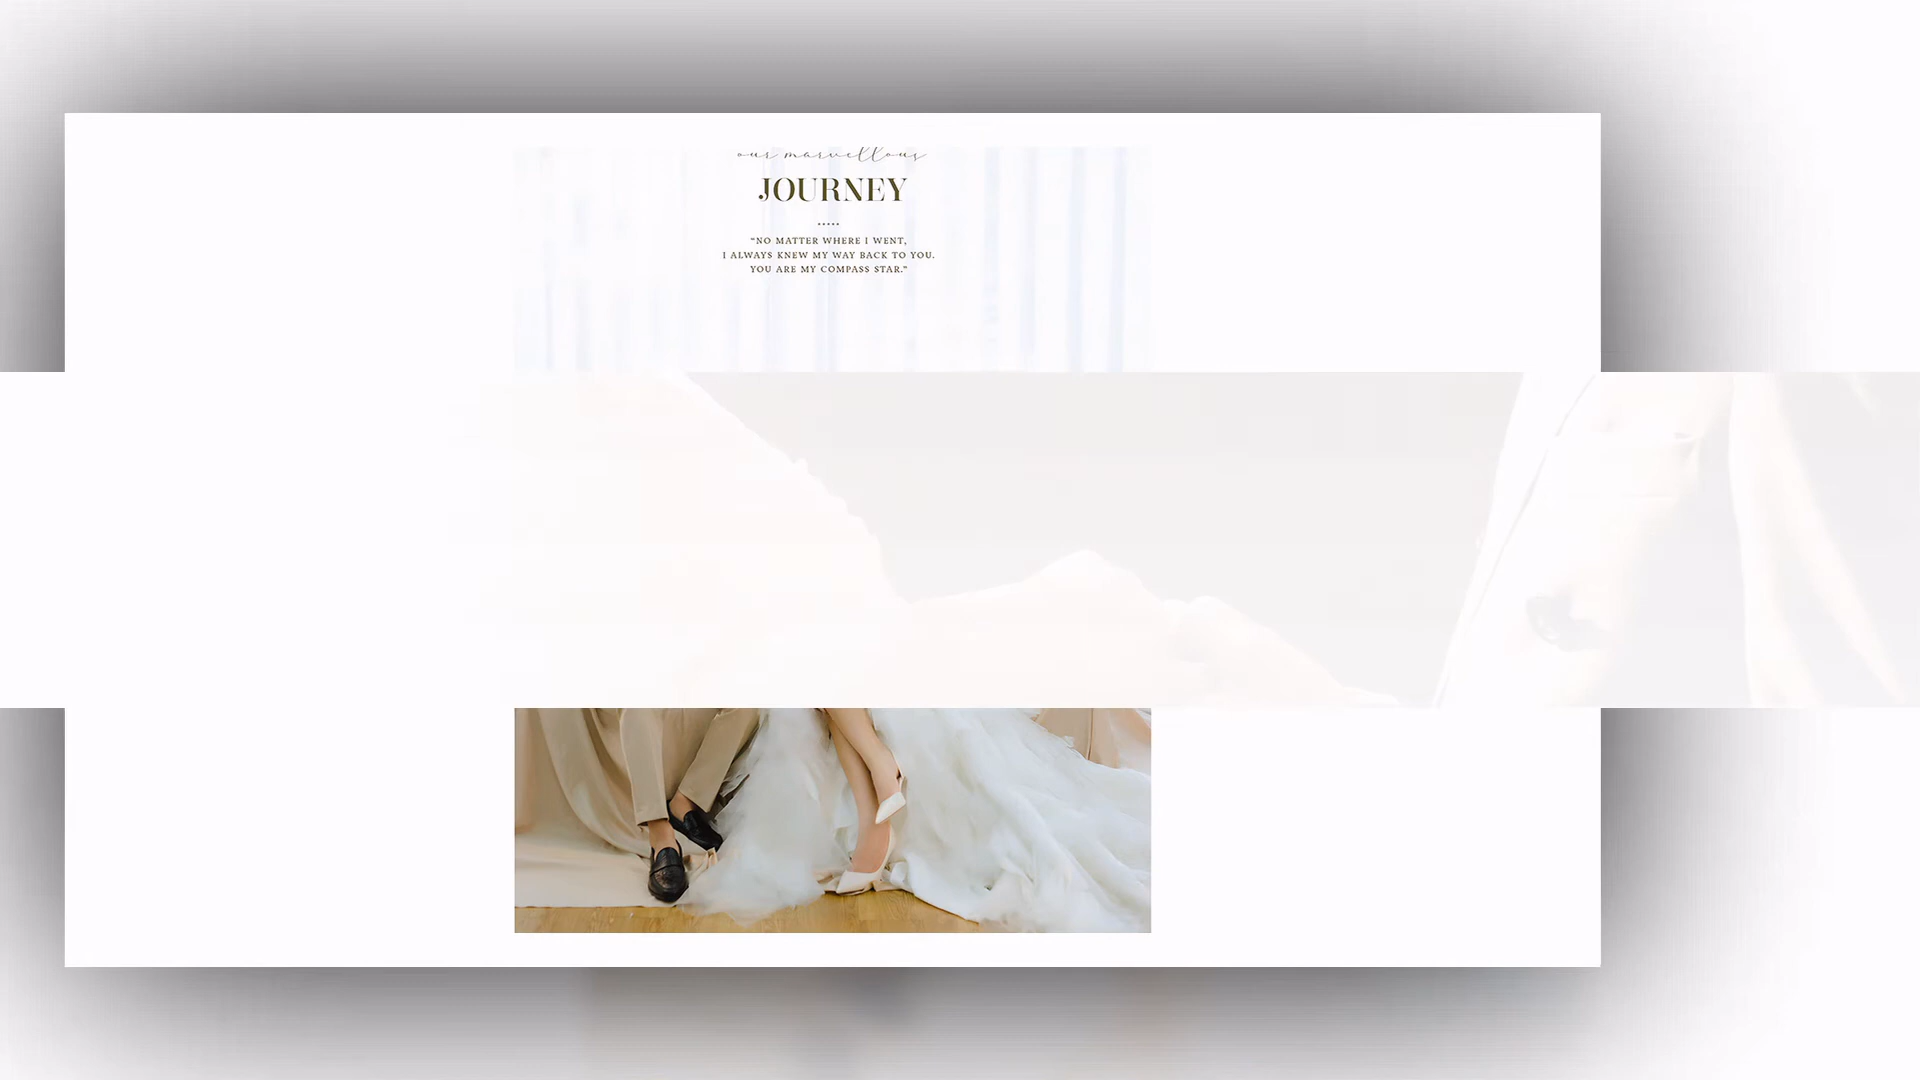 our marvellous
JOURNEY
“NO MATTER WHERE I WENT,
I ALWAYS KNEW MY WAY BACK TO YOU.
YOU ARE MY COMPASS STAR.”